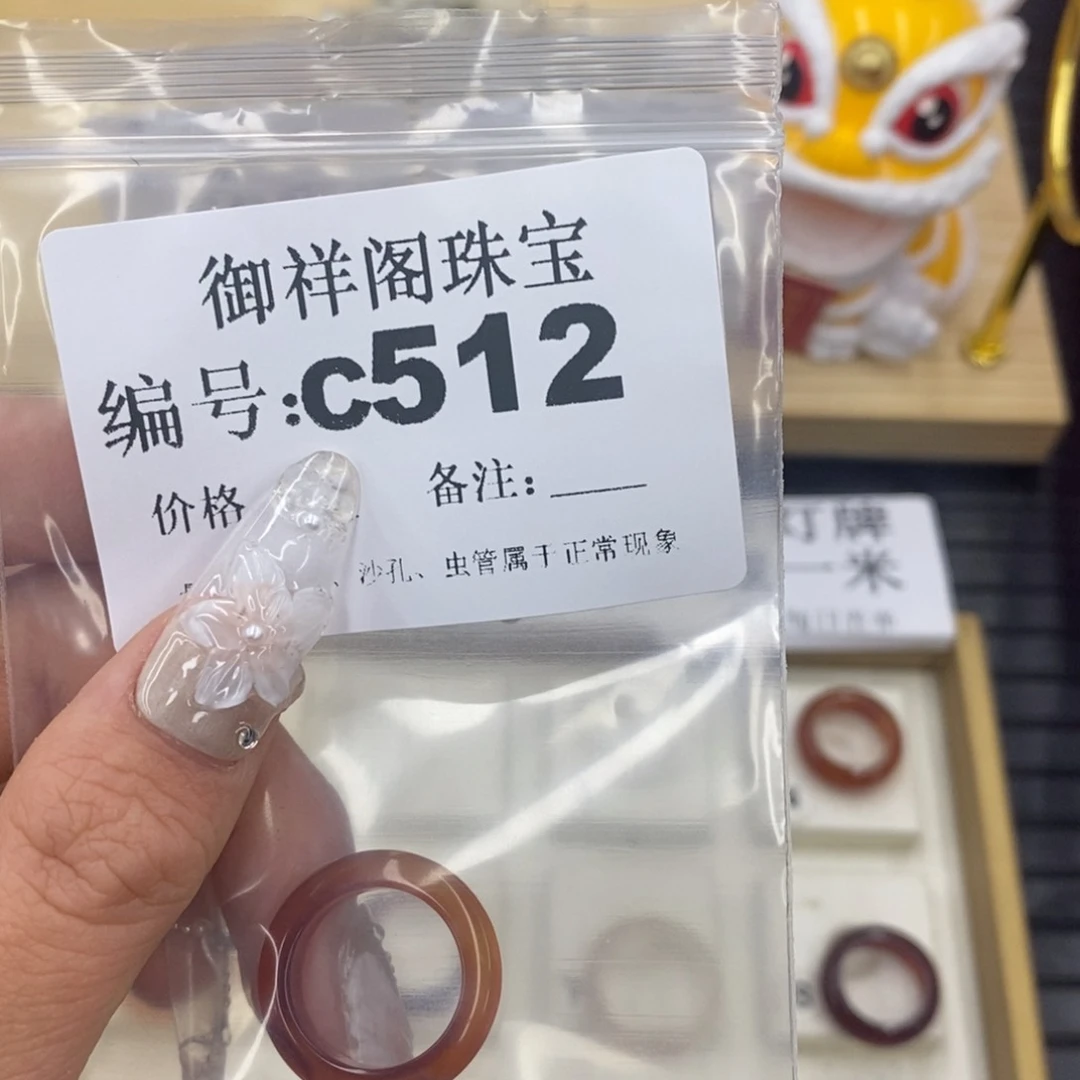 御祥阁珠宝
编号:c512
价格 备注：____
、沙孔、虫管属于正常现象
灯牌
一米